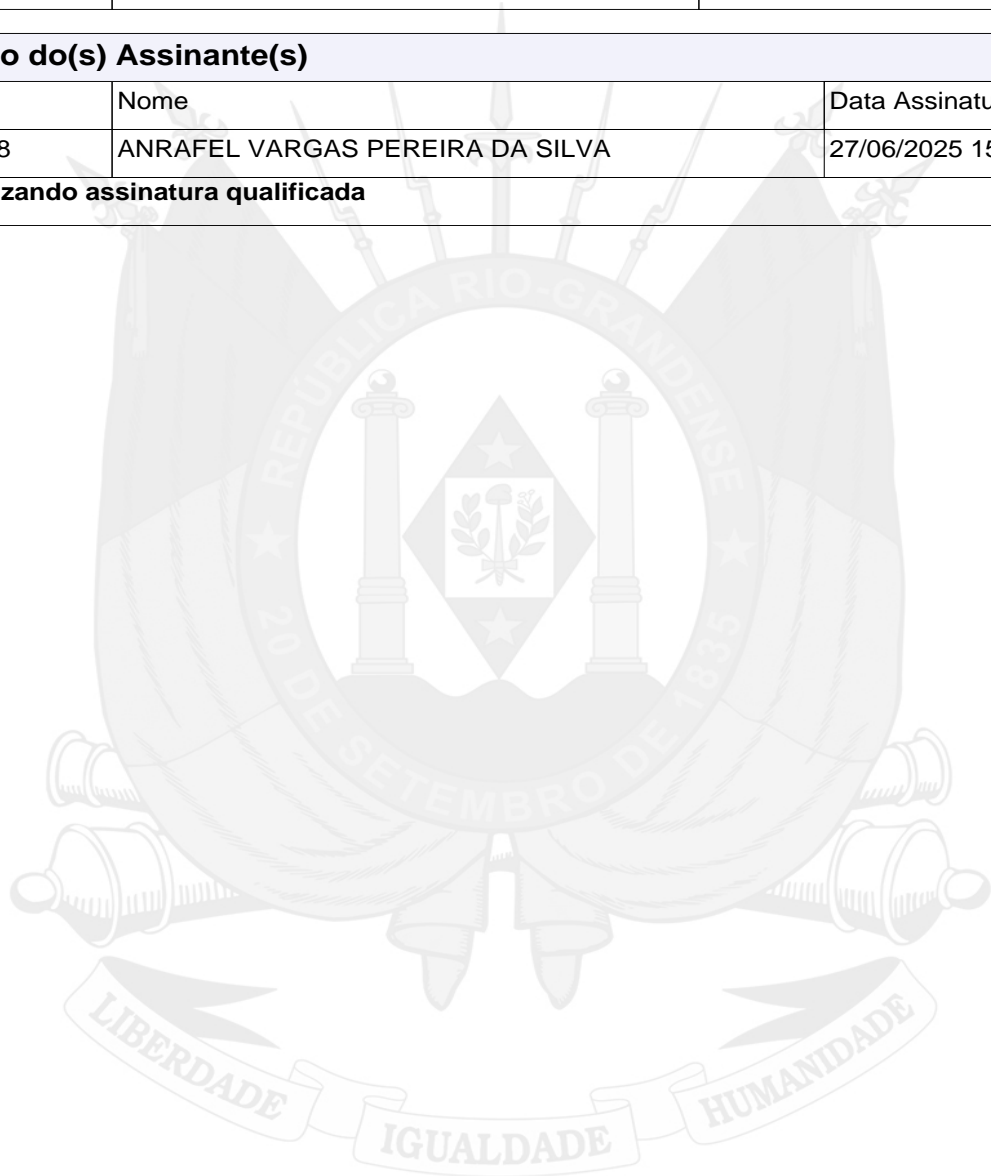 o do(s) Assinante(s)
Nome
Data Assinatu
8
ANRAFEL VARGAS PEREIRA DA SILVA
27/06/2025 15
zando assinatura qualificada
REPÚBLICA RIO-GRANDENSE
20 DE SETEMBRO DE 1835
LIBERDADE
IGUALDADE
HUMANIDADE